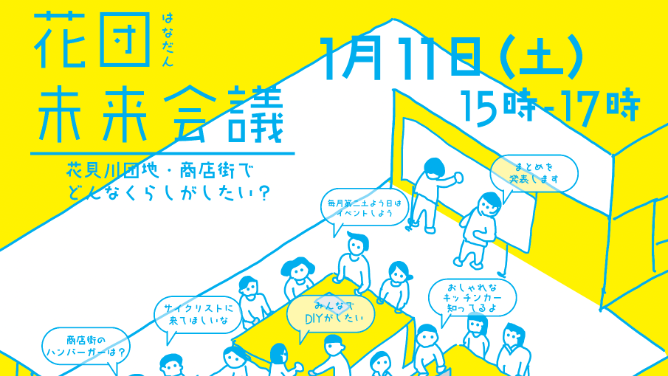 花団
はなだん
未来会議
花見川団地・商店街で
どんなくらしがしたい？
1月11日(土)
15時-17時
まとめを
発表します
毎月第二土よう日は
イベントしよう
おしゃれな
キッチンカー
知ってるよ
サイクリストに
来てほしいな
みんなで
DIYがしたい
商店街の
ハンバーガーは？